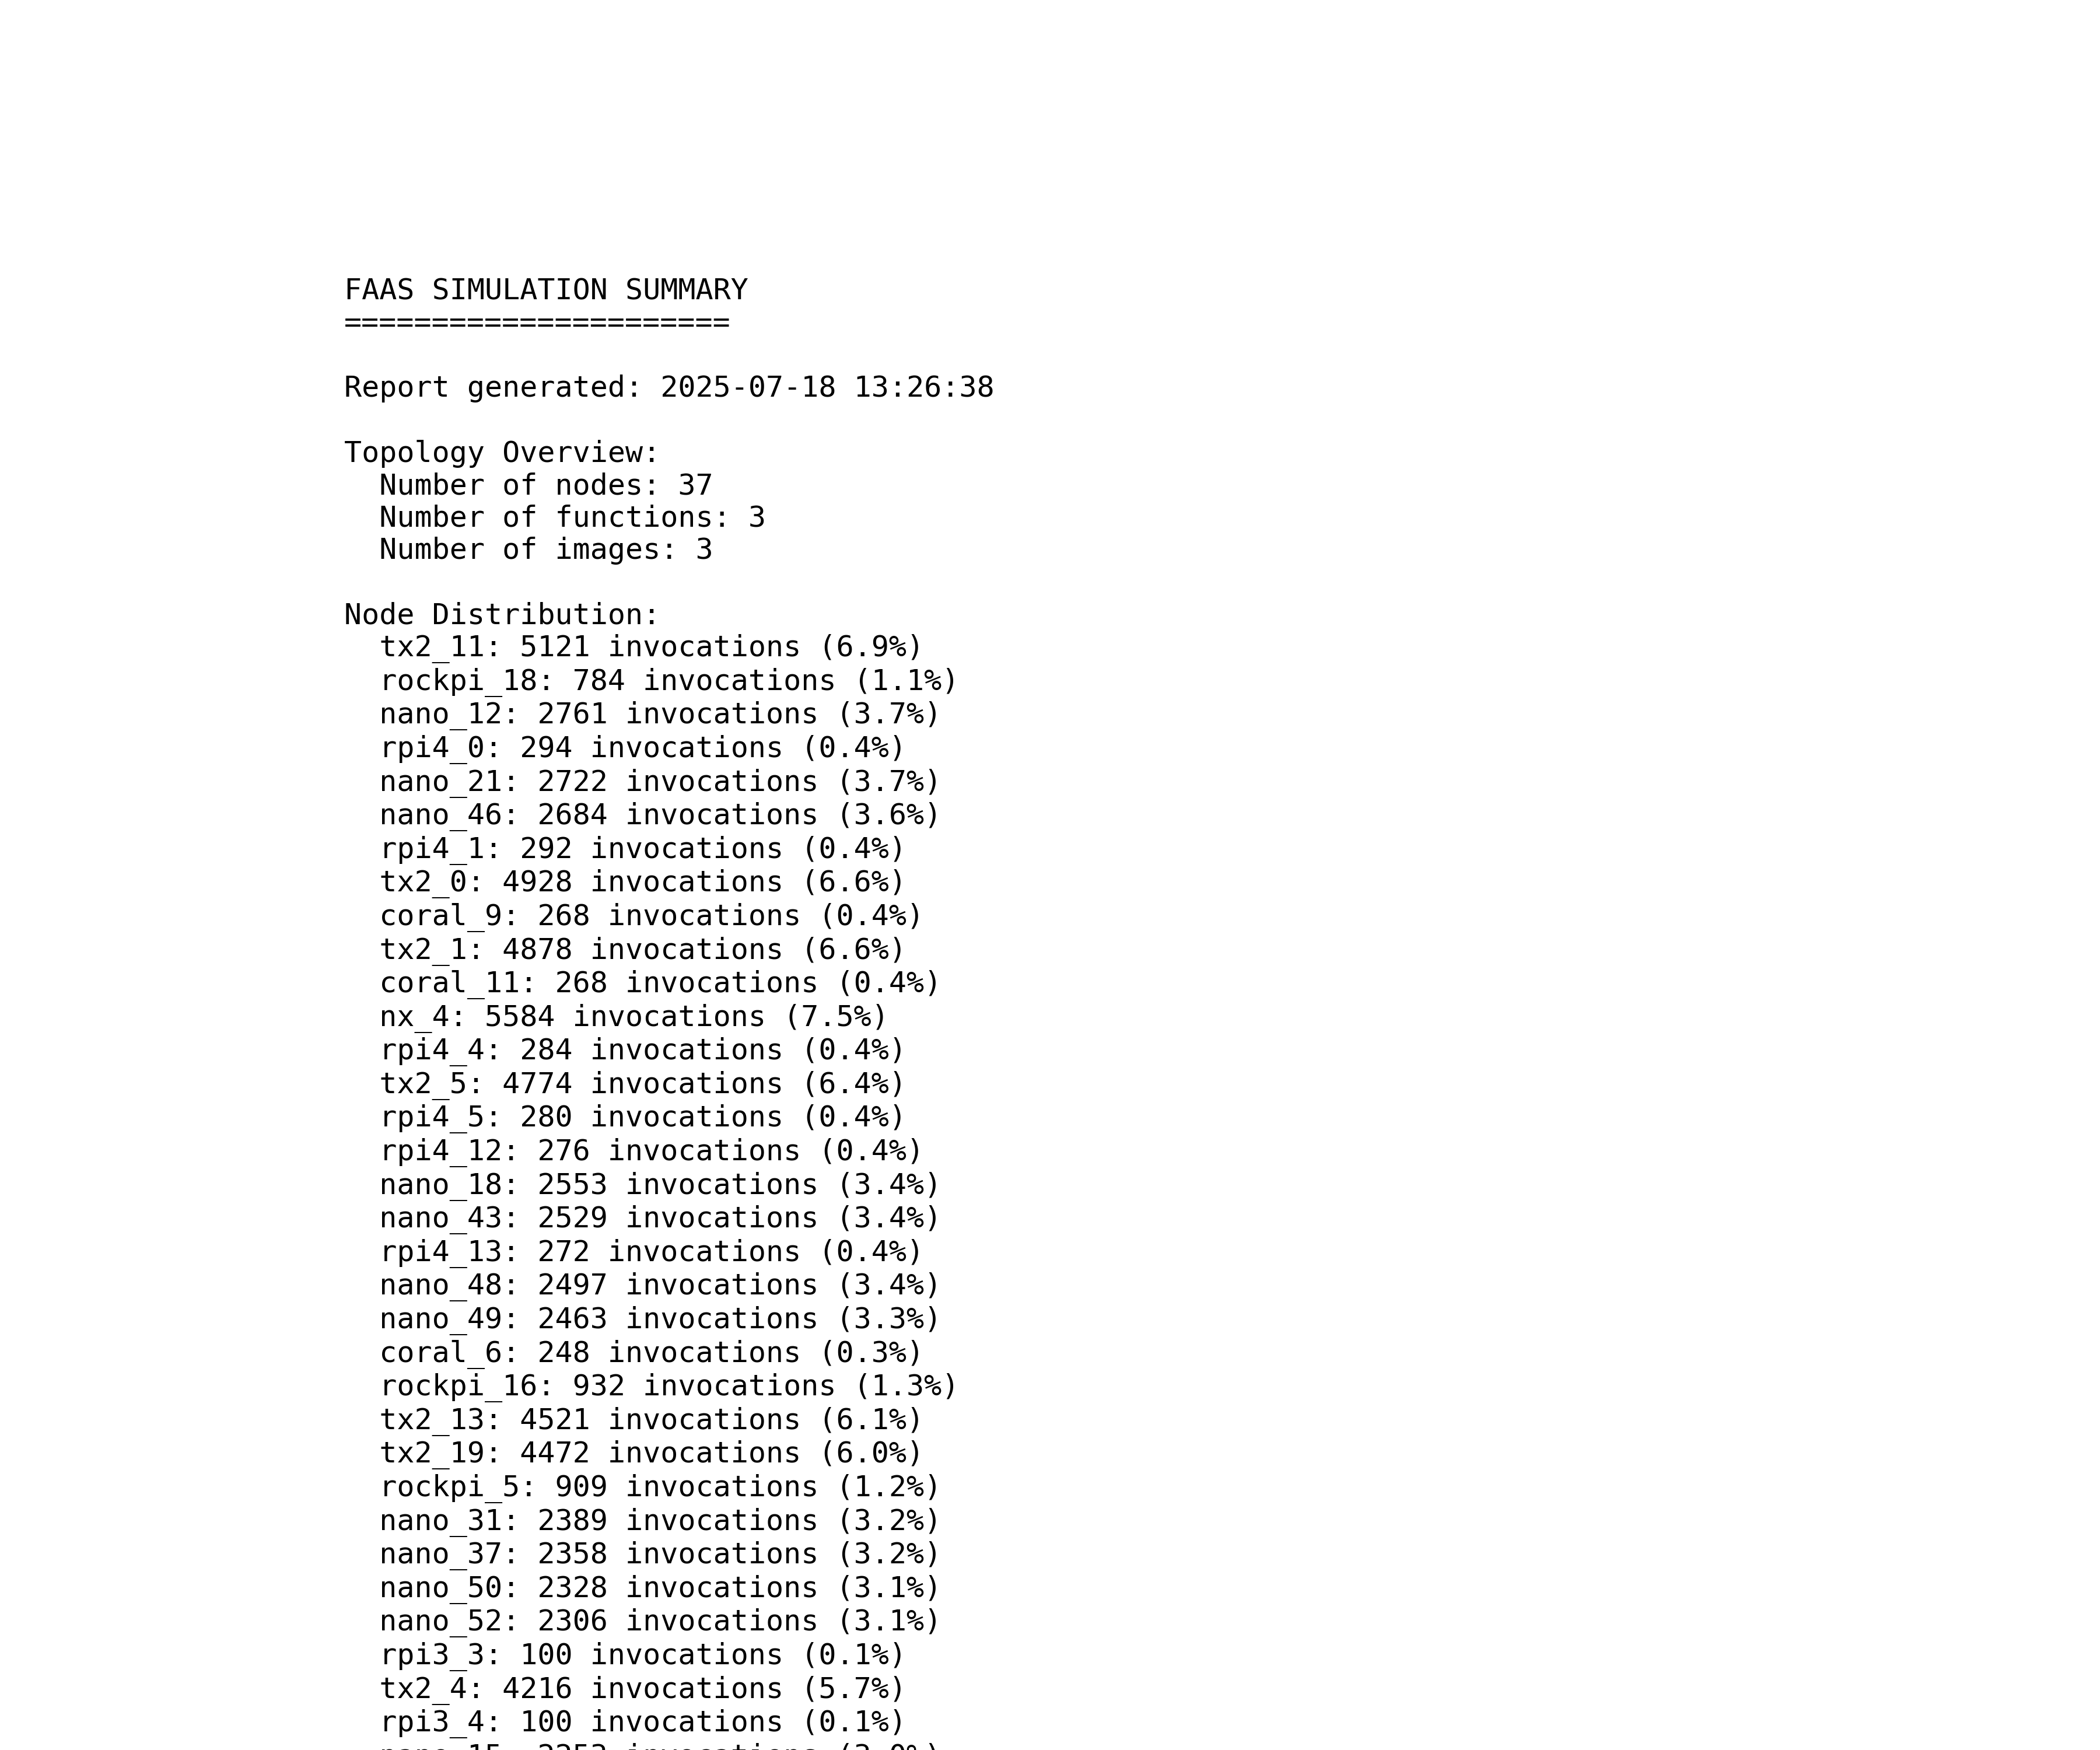 FAAS SIMULATION SUMMARY
======================
Report generated: 2025-07-18 13:26:38
Topology Overview:
Number of nodes: 37
Number of functions: 3
Number of images: 3
Node Distribution:
tx2_11: 5121 invocations (6.9%)
rockpi_18: 784 invocations (1.1%)
nano_12: 2761 invocations (3.7%)
rpi4_0: 294 invocations (0.4%)
nano_21: 2722 invocations (3.7%)
nano_46: 2684 invocations (3.6%)
rpi4_1: 292 invocations (0.4%)
tx2_0: 4928 invocations (6.6%)
coral_9: 268 invocations (0.4%)
tx2_1: 4878 invocations (6.6%)
coral_11: 268 invocations (0.4%)
nx_4: 5584 invocations (7.5%)
rpi4_4: 284 invocations (0.4%)
tx2_5: 4774 invocations (6.4%)
rpi4_5: 280 invocations (0.4%)
rpi4_12: 276 invocations (0.4%)
nano_18: 2553 invocations (3.4%)
nano_43: 2529 invocations (3.4%)
rpi4_13: 272 invocations (0.4%)
nano_48: 2497 invocations (3.4%)
nano_49: 2463 invocations (3.3%)
coral_6: 248 invocations (0.3%)
rockpi_16: 932 invocations (1.3%)
tx2_13: 4521 invocations (6.1%)
tx2_19: 4472 invocations (6.0%)
rockpi_5: 909 invocations (1.2%)
nano_31: 2389 invocations (3.2%)
nano_37: 2358 invocations (3.2%)
nano_50: 2328 invocations (3.1%)
nano_52: 2306 invocations (3.1%)
rpi3_3: 100 invocations (0.1%)
tx2_4: 4216 invocations (5.7%)
rpi3_4: 100 invocations (0.1%)